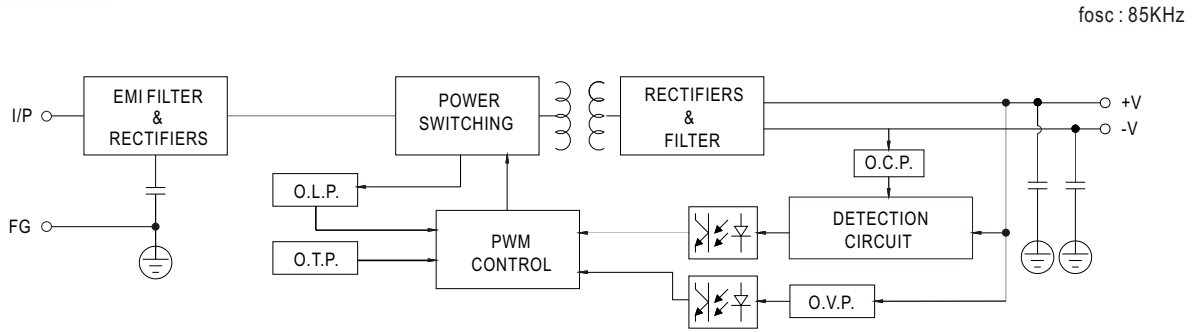 fosc : 85KHz
I/P
EMI FILTER
&
RECTIFIERS
POWER
SWITCHING
RECTIFIERS
&
FILTER
+V
-V
O.C.P.
O.L.P.
FG
PWM
CONTROL
DETECTION
CIRCUIT
O.T.P.
O.V.P.